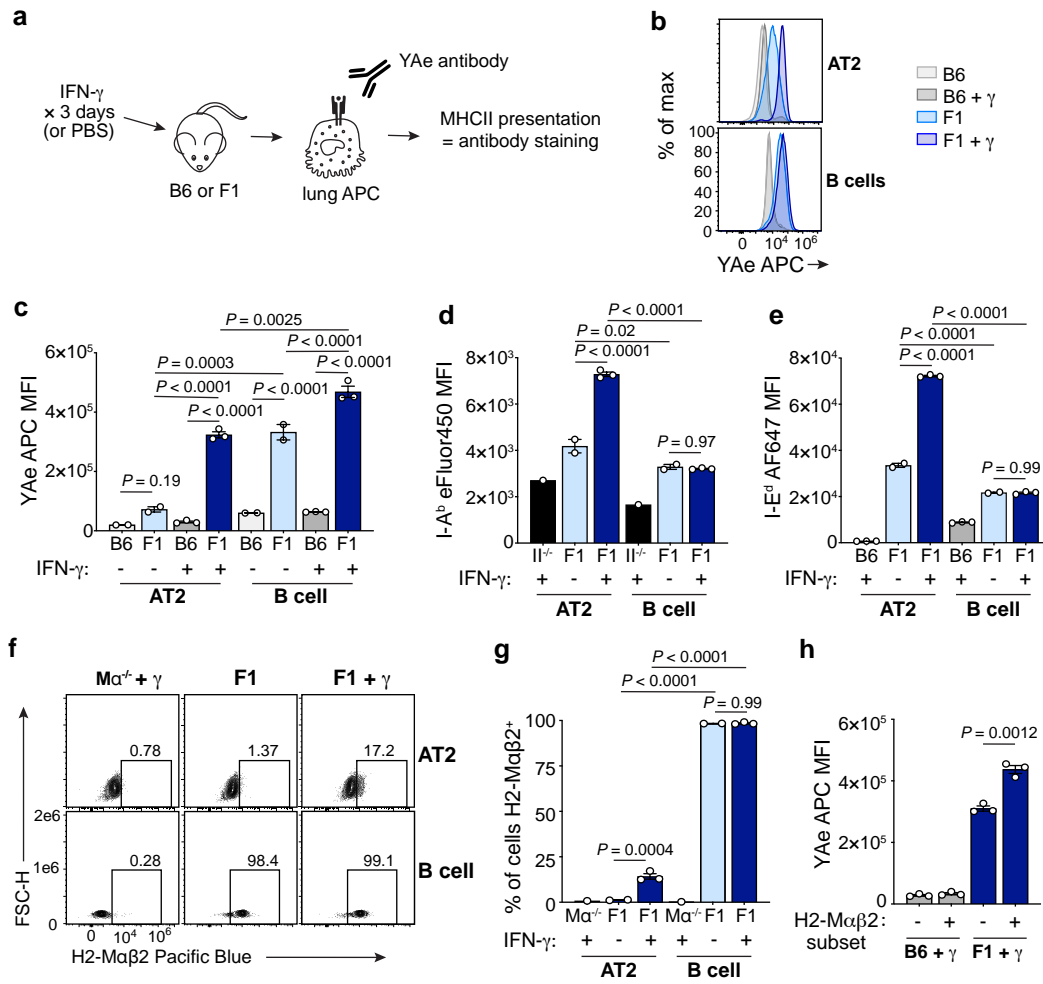 a
IFN-γ
× 3 days
(or PBS)
B6 or F1
lung APC
YAe antibody
MHCII presentation
= antibody staining
b
% of max
AT2
B cells
100
80
60
40
20
0
0 10⁴ 10⁶
YAe APC
B6
B6 + γ
F1
F1 + γ
c
YAe APC MFI
6×10⁵
4×10⁵
2×10⁵
0
P = 0.0025
P < 0.0001
P = 0.0003
P < 0.0001
P < 0.0001
P < 0.0001
P < 0.0001
P < 0.0001
P = 0.19
B6 F1 B6 F1 B6 F1 B6 F1
IFN-γ: - - + + - - + +
AT2 B cell
d
I-Aᵇ eFluor450 MFI
8×10³
6×10³
4×10³
2×10³
0
P < 0.0001
P = 0.02
P < 0.0001
P = 0.97
II⁻/⁻ F1 F1 II⁻/⁻ F1 F1
IFN-γ: + - + + - +
AT2 B cell
e
I-Eᵈ AF647 MFI
8×10⁴
6×10⁴
4×10⁴
2×10⁴
0
P < 0.0001
P < 0.0001
P < 0.0001
P = 0.99
B6 F1 F1 B6 F1 F1
IFN-γ: + - + + - +
AT2 B cell
f
Mα⁻/⁻ + γ F1 F1 + γ
0.78 1.37 17.2
AT2
0.28 98.4 99.1
B cell
FSC-H
2e6
1e6
0
0 10⁴ 10⁶
H2-Mαβ2 Pacific Blue
g
% of cells H2-Mαβ2⁺
100
75
50
25
0
P < 0.0001
P < 0.0001
P = 0.99
P = 0.0004
Mα⁻/⁻ F1 F1 Mα⁻/⁻ F1 F1
IFN-γ: + - + + - +
AT2 B cell
h
YAe APC MFI
6×10⁵
4×10⁵
2×10⁵
0
P = 0.0012
H2-Mαβ2: - + - +
subset
B6 + γ F1 + γ